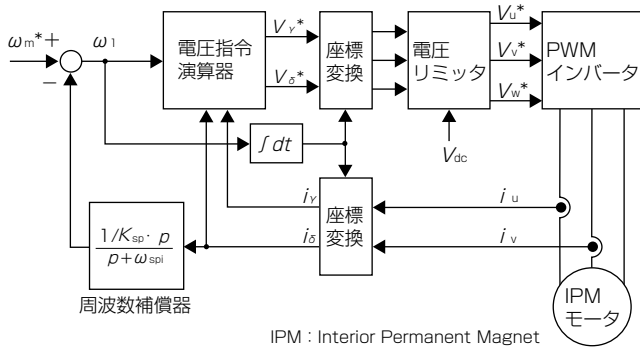 ωm*+
−
ω1
電圧指令
演算器
Vγ*
Vδ*
座標
変換
電圧
リミッタ
Vdc
Vu*
Vv*
Vw*
PWM
インバータ
∫dt
iγ
iδ
座標
変換
iu
iv
1/Ksp・p
p+ωspi
周波数補償器
IPM
モータ
IPM : Interior Permanent Magnet